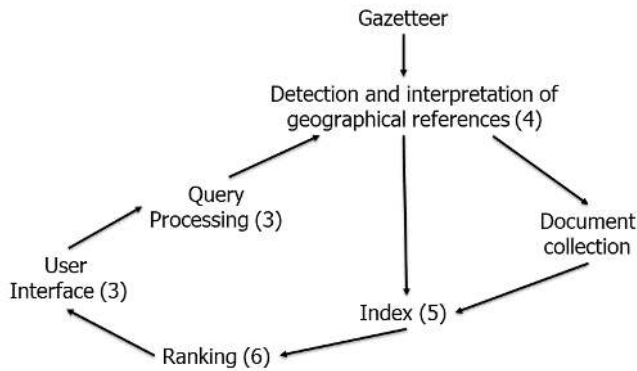 Gazetteer
Detection and interpretation of
geographical references (4)
Query
Processing (3)
Document
collection
User
Interface (3)
Index (5)
Ranking (6)